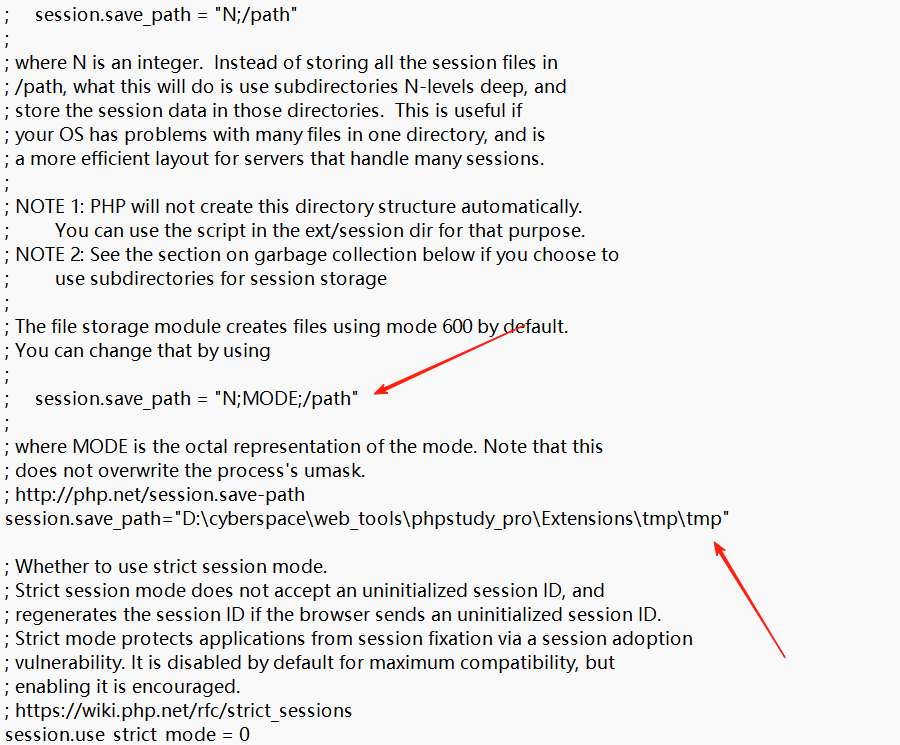 ;     session.save_path = "N;/path"
;
; where N is an integer.  Instead of storing all the session files in
; /path, what this will do is use subdirectories N-levels deep, and
; store the session data in those directories.  This is useful if
; your OS has problems with many files in one directory, and is
; a more efficient layout for servers that handle many sessions.
;
; NOTE 1: PHP will not create this directory structure automatically.
;         You can use the script in the ext/session dir for that purpose.
; NOTE 2: See the section on garbage collection below if you choose to
;         use subdirectories for session storage
;
; The file storage module creates files using mode 600 by default.
; You can change that by using
;
;     session.save_path = "N;MODE;/path"
;
; where MODE is the octal representation of the mode. Note that this
; does not overwrite the process's umask.
; http://php.net/session.save-path
session.save_path="D:\cyberspace\web_tools\phpstudy_pro\Extensions\tmp\tmp"

; Whether to use strict session mode.
; Strict session mode does not accept an uninitialized session ID, and
; regenerates the session ID if the browser sends an uninitialized session ID.
; Strict mode protects applications from session fixation via a session adoption
; vulnerability. It is disabled by default for maximum compatibility, but
; enabling it is encouraged.
; https://wiki.php.net/rfc/strict_sessions
session.use_strict_mode = 0